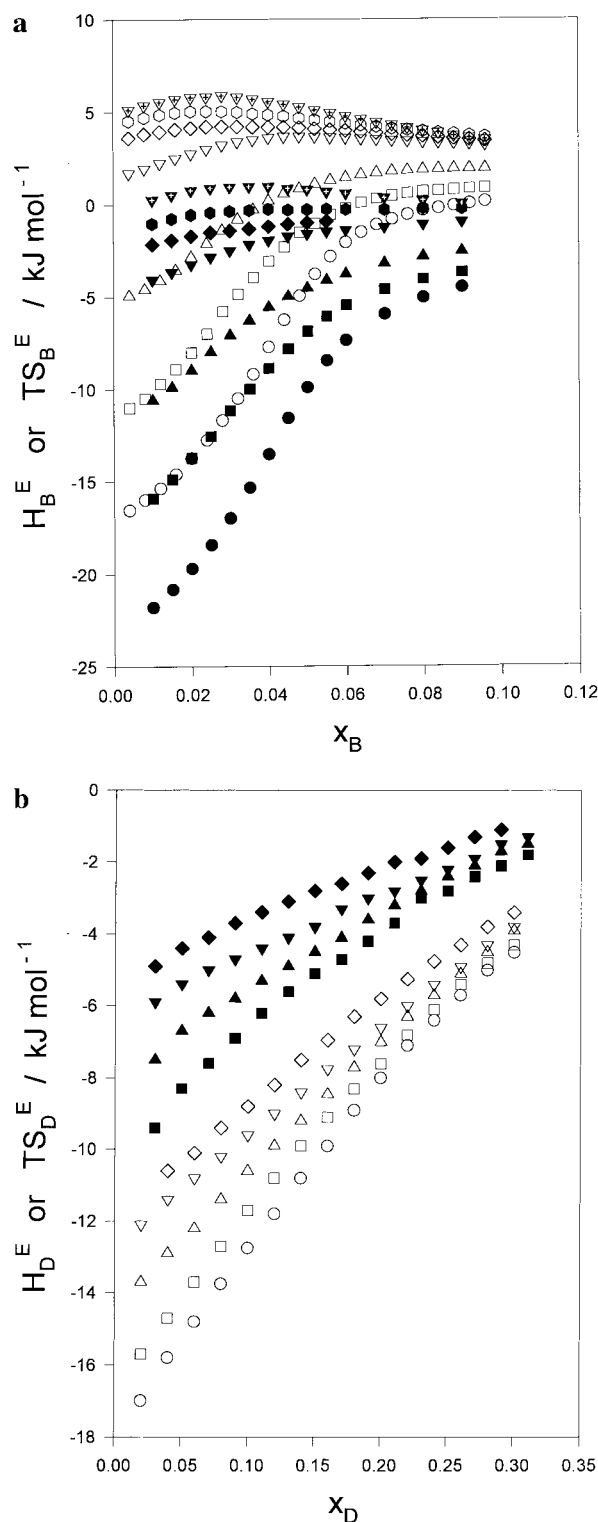 a
10
5
0
-5
-10
-15
-20
-25
H_B^E or TS_B^E / kJ mol⁻¹
0.00 0.02 0.04 0.06 0.08 0.10 0.12
x_B
b
0
-2
-4
-6
-8
-10
-12
-14
-16
-18
H_D^E or TS_D^E / kJ mol⁻¹
0.00 0.05 0.10 0.15 0.20 0.25 0.30 0.35
x_D